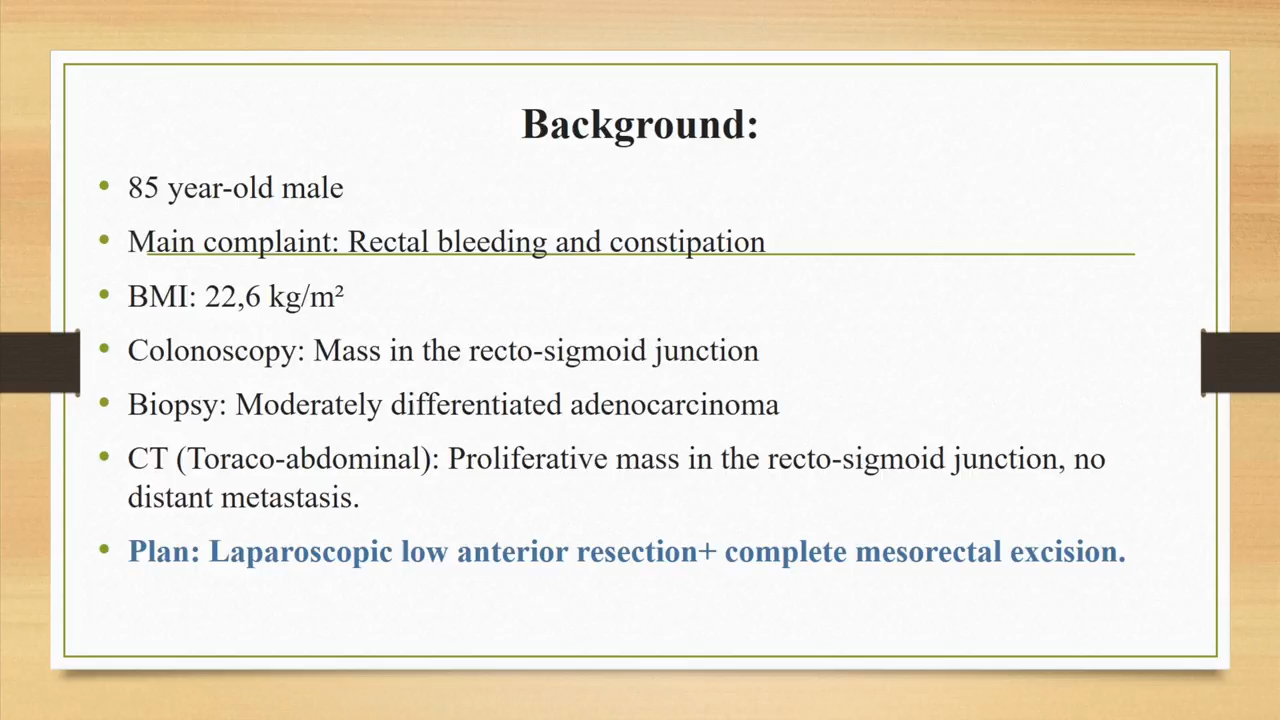 Background:
85 year-old male
Main complaint: Rectal bleeding and constipation
BMI: 22,6 kg/m²
Colonoscopy: Mass in the recto-sigmoid junction
Biopsy: Moderately differentiated adenocarcinoma
CT (Toraco-abdominal): Proliferative mass in the recto-sigmoid junction, no
distant metastasis.
Plan: Laparoscopic low anterior resection+ complete mesorectal excision.